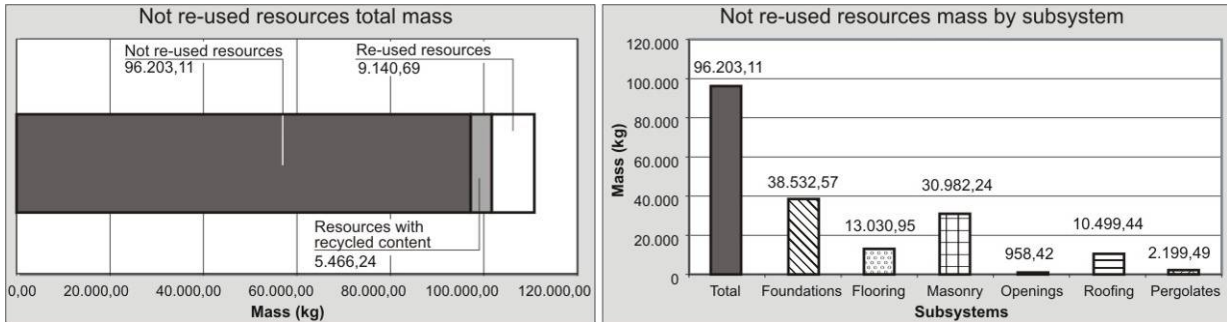 Not re-used resources total mass
Not re-used resources
96.203,11
Re-used resources
9.140,69
Resources with
recycled content
5.466,24
0,00 20.000,00 40.000,00 60.000,00 80.000,00 100.000,00 120.000,00
Mass (kg)
Not re-used resources mass by subsystem
120.000
100.000
80.000
60.000
40.000
20.000
0
Mass (kg)
96.203,11
38.532,57
13.030,95
30.982,24
958,42
10.499,44
2.199,49
Total Foundations Flooring Masonry Openings Roofing Pergolates
Subsystems